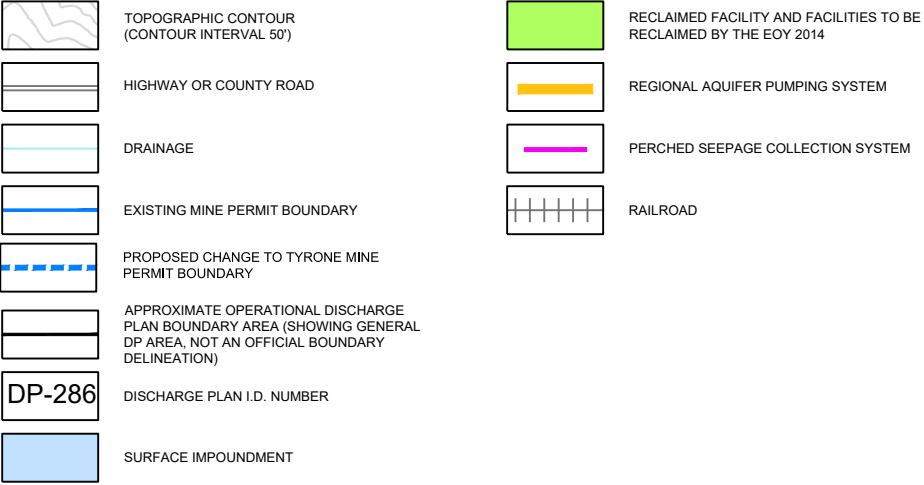 TOPOGRAPHIC CONTOUR
(CONTOUR INTERVAL 50')
HIGHWAY OR COUNTY ROAD
DRAINAGE
EXISTING MINE PERMIT BOUNDARY
PROPOSED CHANGE TO TYRONE MINE
PERMIT BOUNDARY
APPROXIMATE OPERATIONAL DISCHARGE
PLAN BOUNDARY AREA (SHOWING GENERAL
DP AREA, NOT AN OFFICIAL BOUNDARY
DELINEATION)
DP-286
DISCHARGE PLAN I.D. NUMBER
SURFACE IMPOUNDMENT
RECLAIMED FACILITY AND FACILITIES TO BE
RECLAIMED BY THE EOY 2014
REGIONAL AQUIFER PUMPING SYSTEM
PERCHED SEEPAGE COLLECTION SYSTEM
RAILROAD